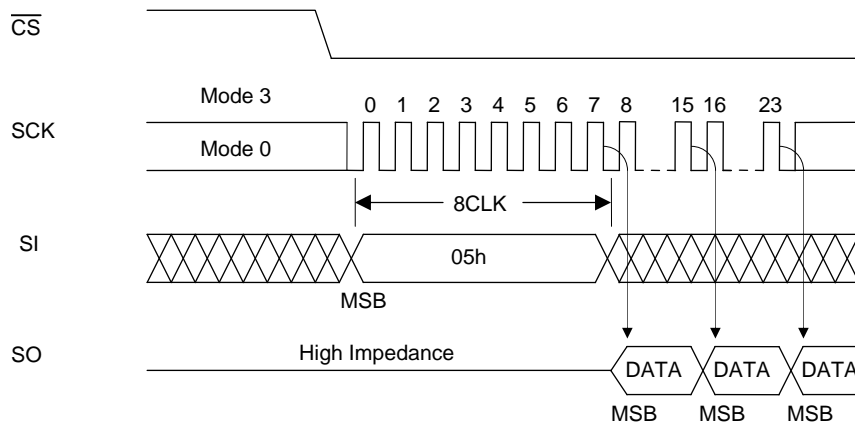 CS
Mode 3
0 1 2 3 4 5 6 7 8 15 16 23
SCK
Mode 0
8CLK
SI
05h
MSB
High Impedance
SO
DATA DATA DATA
MSB MSB MSB